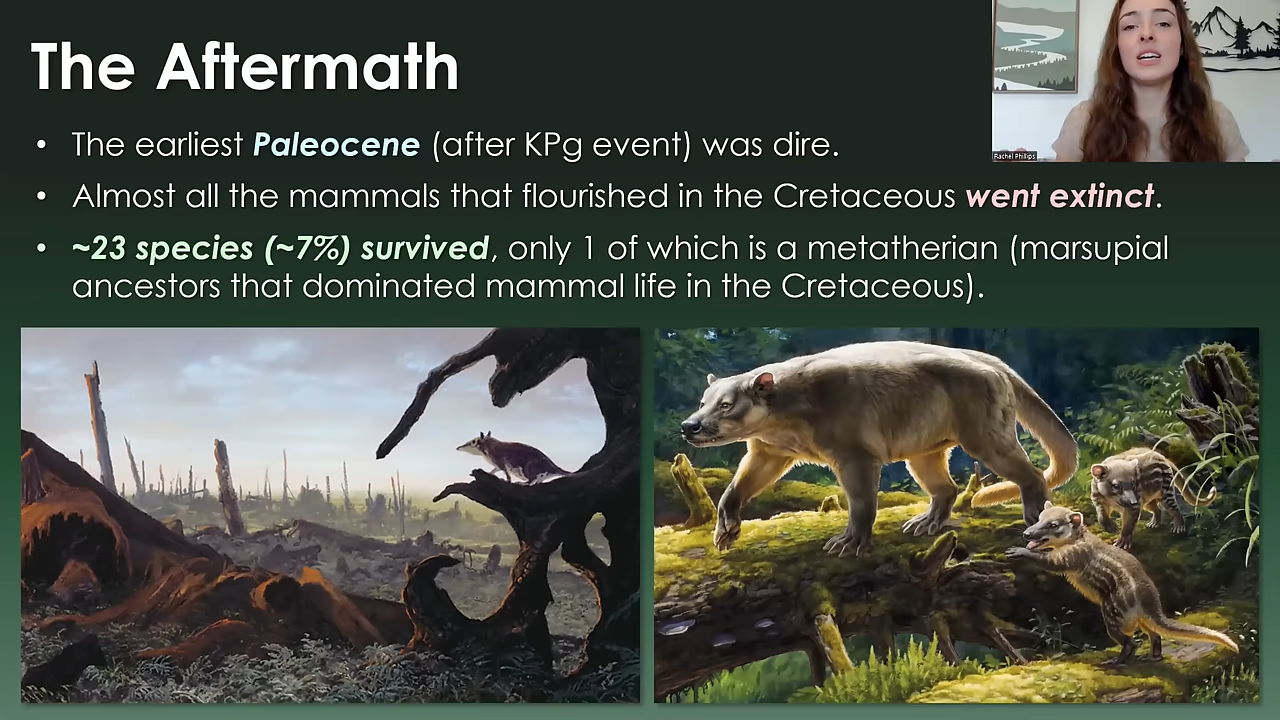 The Aftermath
Rachel Phillips
• The earliest Paleocene (after KPg event) was dire.
• Almost all the mammals that flourished in the Cretaceous went extinct.
• ~23 species (~7%) survived, only 1 of which is a metatherian (marsupial
ancestors that dominated mammal life in the Cretaceous).